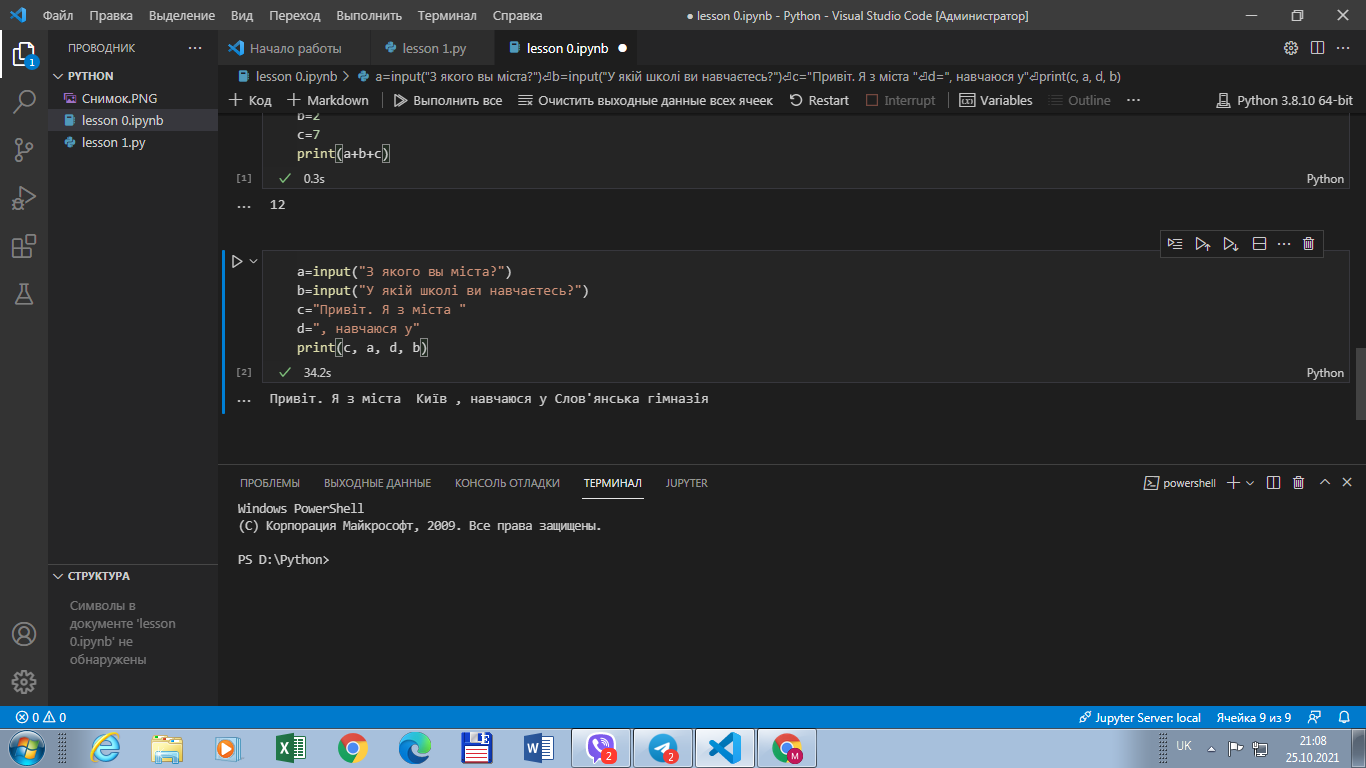 Файл Правка Выделение Вид Переход Выполнить Терминал Справка ● lesson 0.ipynb - Python - Visual Studio Code [Администратор]
ПРОВОДНИК ···
PYTHON
Снимок.PNG
lesson 0.ipynb
lesson 1.py
1
Начало работы lesson 1.py lesson 0.ipynb ●
lesson 0.ipynb > a=input("З якого вы міста?")⏎b=input("У якій школі ви навчаєтесь?")⏎c="Привіт. Я з міста "⏎d=", навчаюся у"⏎print(c, a, d, b)
+ Код + Markdown Выполнить все Очистить выходные данные всех ячеек Restart Interrupt Variables Outline ··· Python 3.8.10 64-bit
b=2
c=7
print(a+b+c)
[1] ✓ 0.3s Python
... 12
a=input("З якого вы міста?")
b=input("У якій школі ви навчаєтесь?")
c="Привіт. Я з міста "
d=", навчаюся у"
print(c, a, d, b)
[2] ✓ 34.2s Python
... Привіт. Я з міста  Київ , навчаюся у Слов'янська гімназія
ПРОБЛЕМЫ ВЫХОДНЫЕ ДАННЫЕ КОНСОЛЬ ОТЛАДКИ ТЕРМИНАЛ JUPYTER powershell
Windows PowerShell
(C) Корпорация Майкрософт, 2009. Все права защищены.
PS D:\Python>
СТРУКТУРА
Символы в
документе 'lesson
0.ipynb' не
обнаружены
0 0 Jupyter Server: local Ячейка 9 из 9
2 2 M UK 21:08
25.10.2021